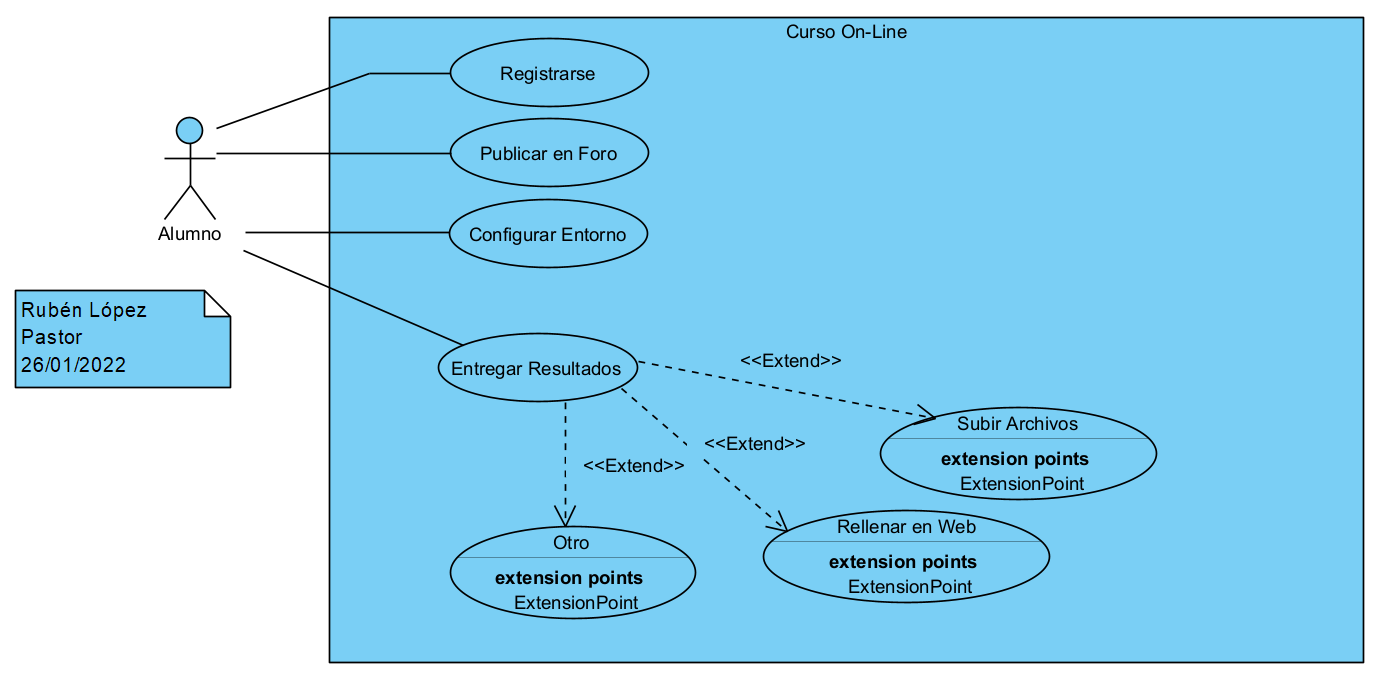 Curso On-Line
Registrarse
Publicar en Foro
Configurar Entorno
Alumno
Rubén López
Pastor
26/01/2022
Entregar Resultados
<<Extend>>
<<Extend>>
<<Extend>>
Subir Archivos
extension points
ExtensionPoint
Rellenar en Web
extension points
ExtensionPoint
Otro
extension points
ExtensionPoint